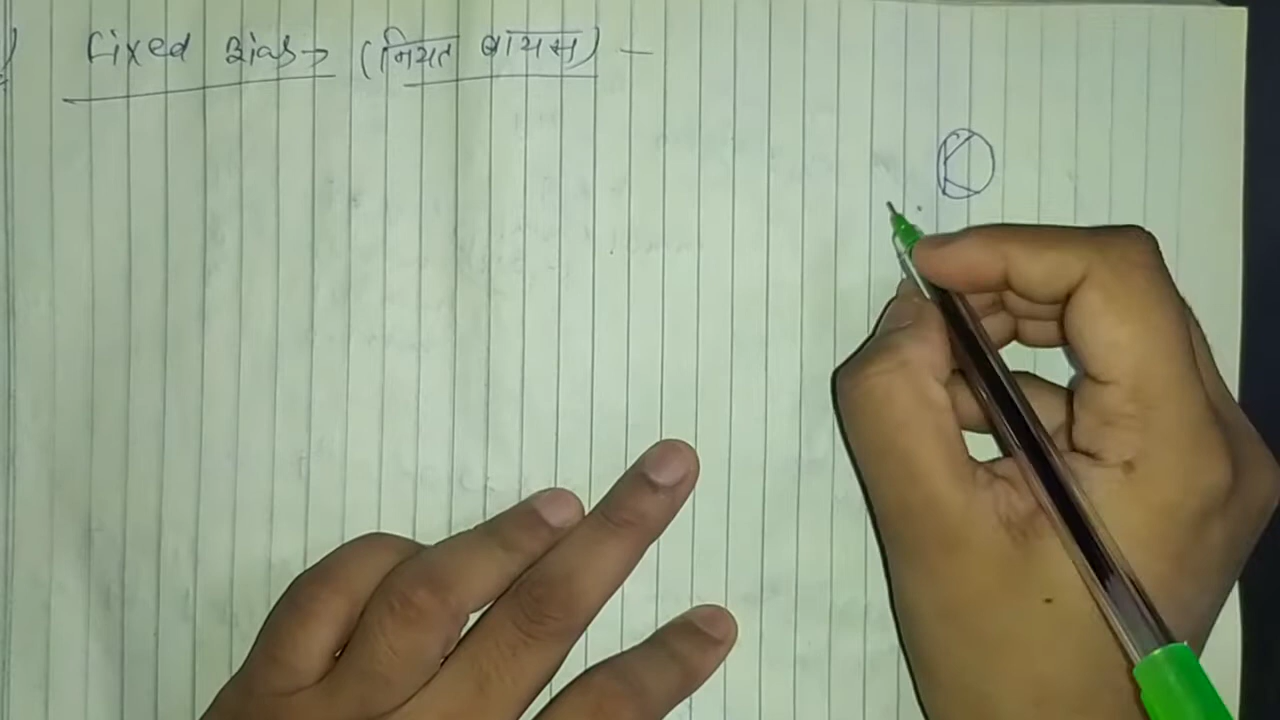 Fixed Bias → (नियत बायस) –